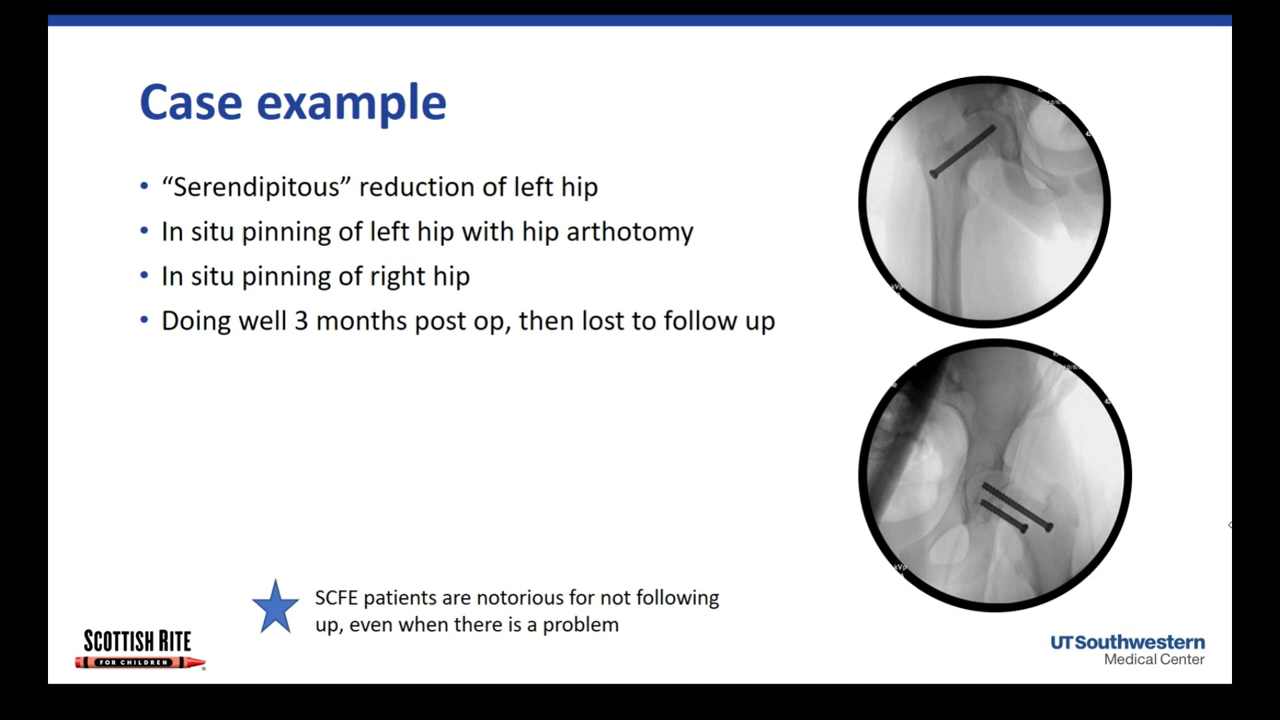 Case example
• “Serendipitous” reduction of left hip
• In situ pinning of left hip with hip arthotomy
• In situ pinning of right hip
• Doing well 3 months post op, then lost to follow up
SCFE patients are notorious for not following
up, even when there is a problem
SCOTTISH RITE
FOR CHILDREN
UTSouthwestern
Medical Center